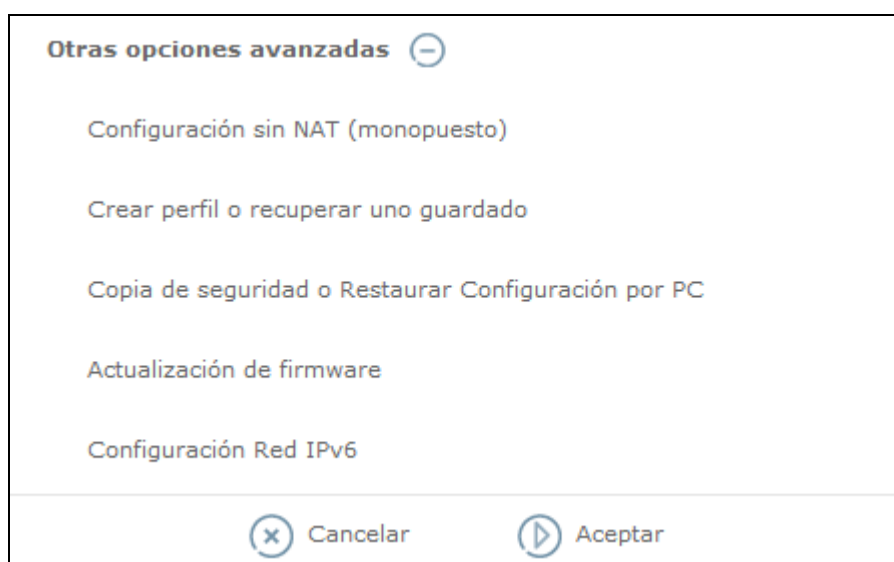 Otras opciones avanzadas
Configuración sin NAT (monopuesto)
Crear perfil o recuperar uno guardado
Copia de seguridad o Restaurar Configuración por PC
Actualización de firmware
Configuración Red IPv6
Cancelar Aceptar